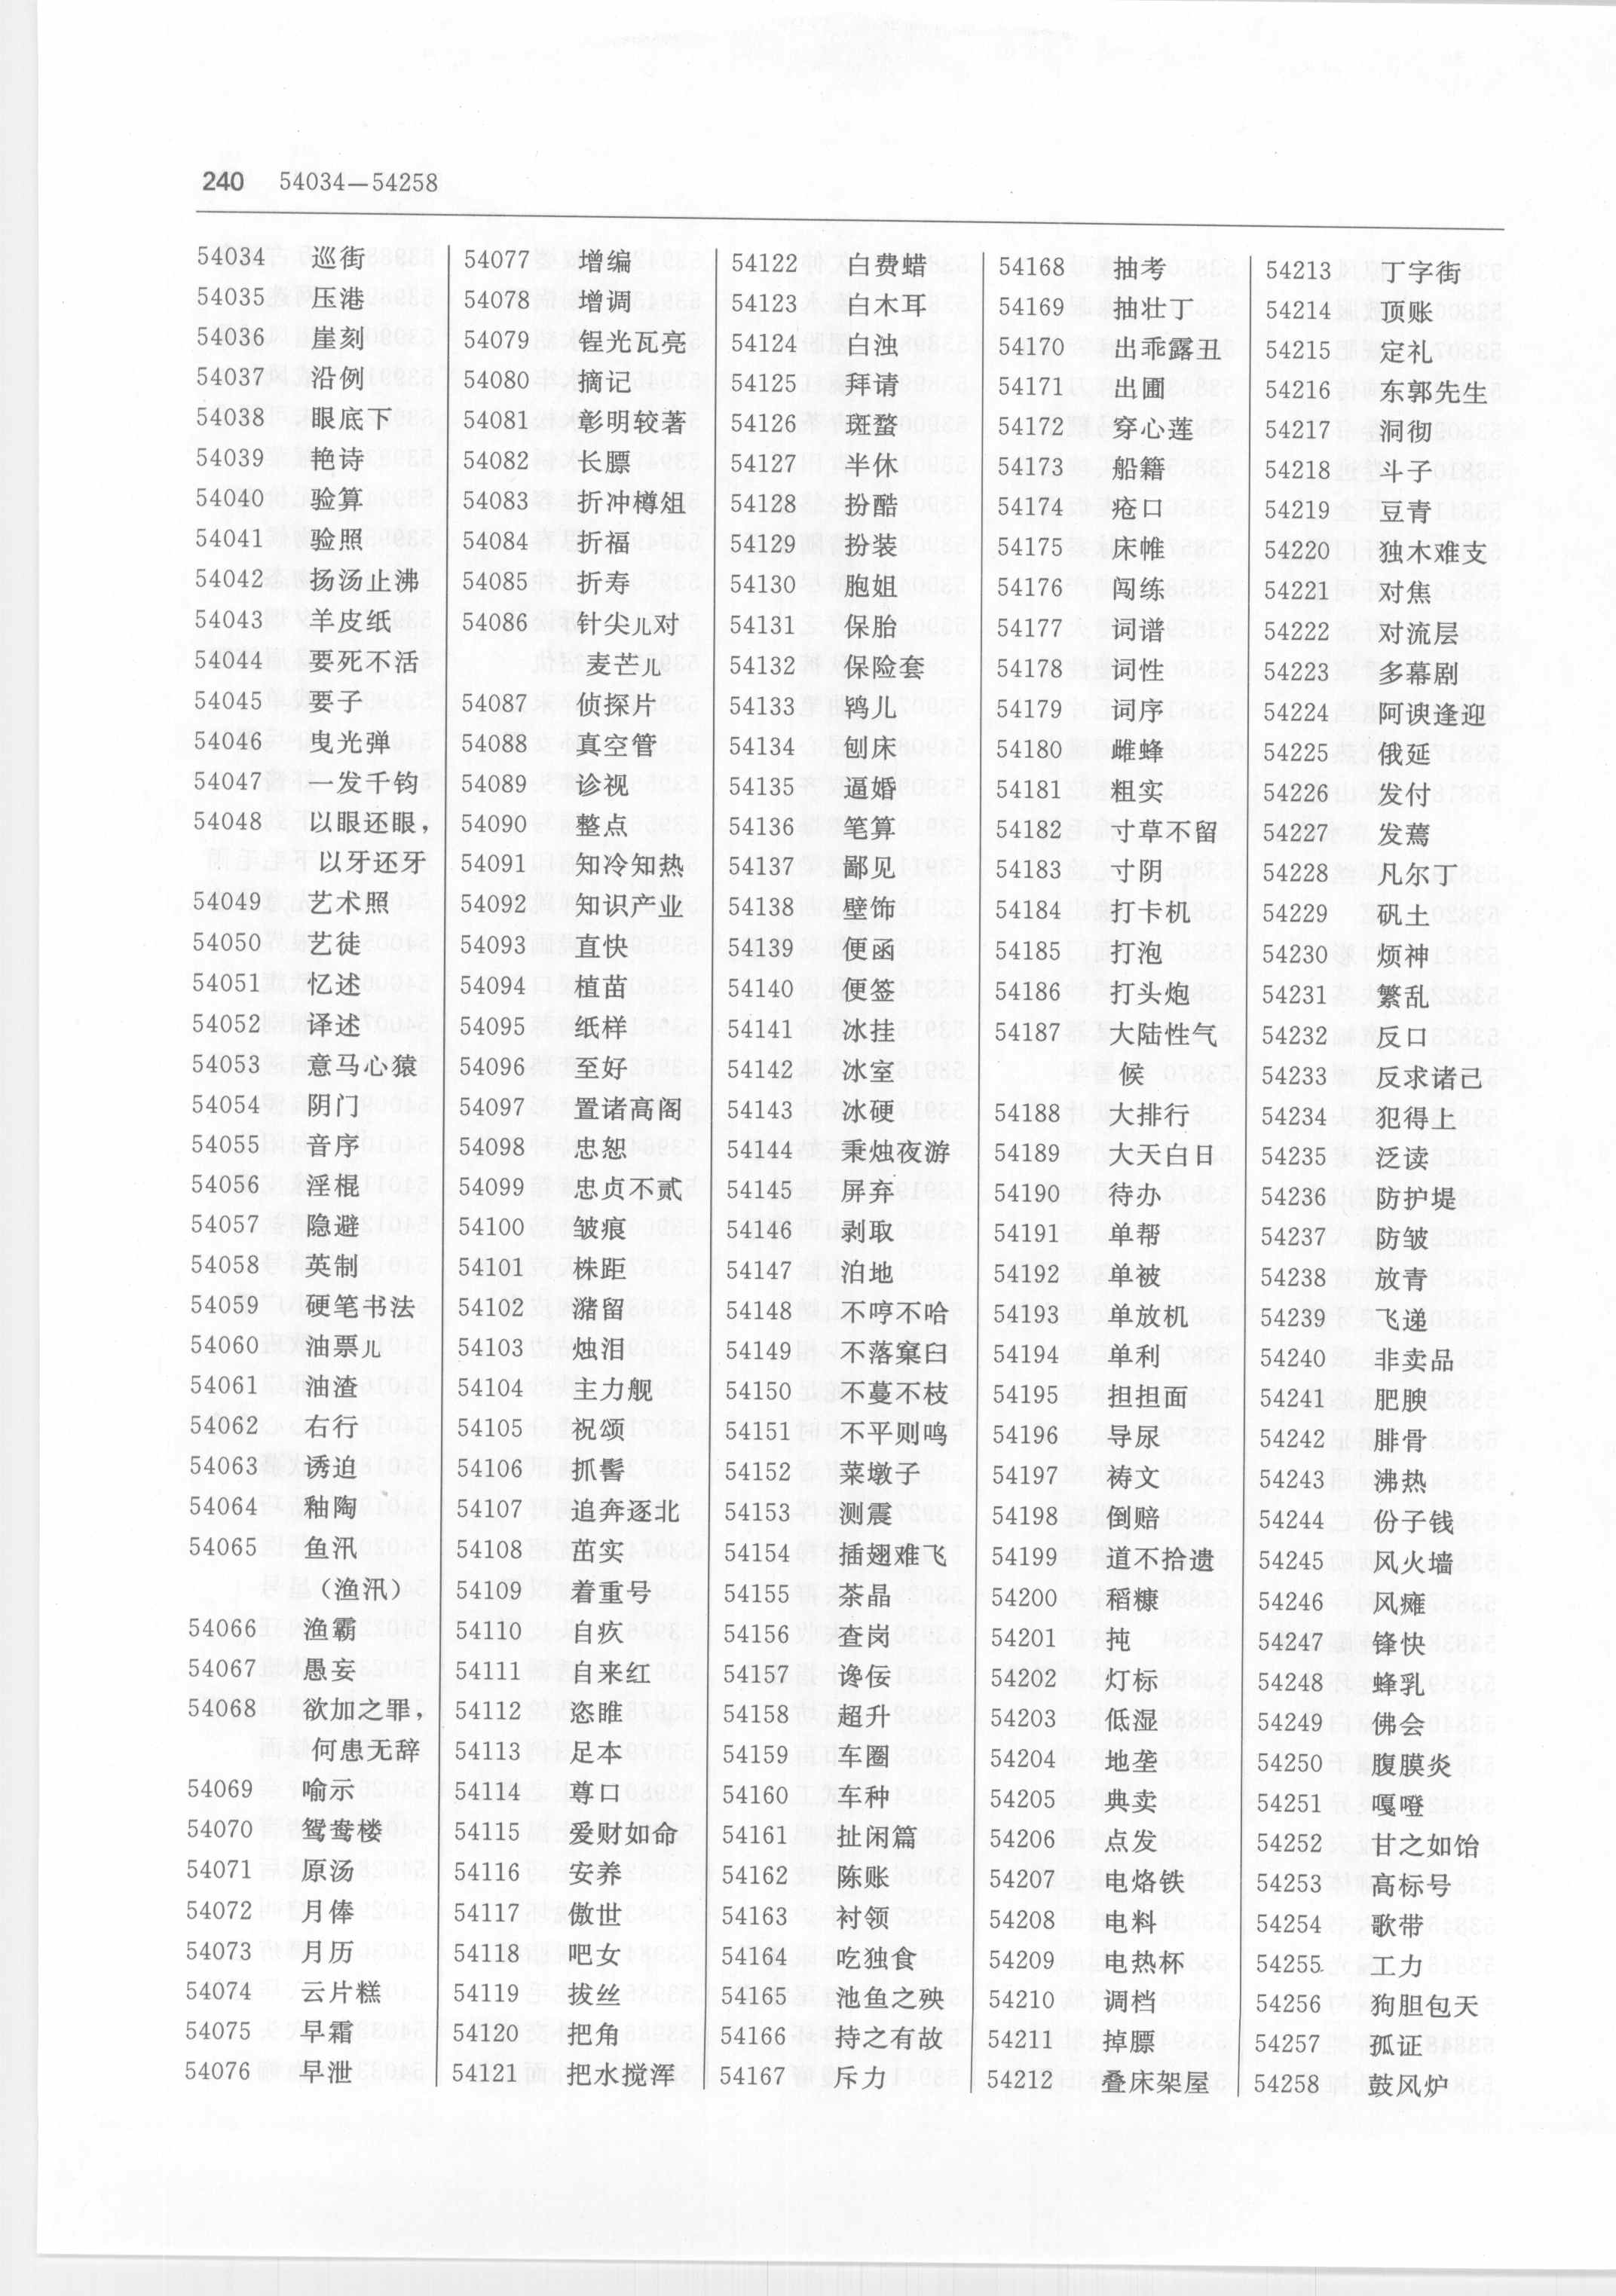 240 54034—54258
54034 巡街
54035 压港
54036 崖刻
54037 沿例
54038 眼底下
54039 艳诗
54040 验算
54041 验照
54042 扬汤止沸
54043 羊皮纸
54044 要死不活
54045 要子
54046 曳光弹
54047 一发千钧
54048 以眼还眼，
以牙还牙
54049 艺术照
54050 艺徒
54051 忆述
54052 译述
54053 意马心猿
54054 阴门
54055 音序
54056 淫棍
54057 隐避
54058 英制
54059 硬笔书法
54060 油票儿
54061 油渣
54062 右行
54063 诱迫
54064 釉陶
54065 鱼汛
（渔汛）
54066 渔霸
54067 愚妄
54068 欲加之罪，
何患无辞
54069 喻示
54070 鸳鸯楼
54071 原汤
54072 月俸
54073 月历
54074 云片糕
54075 早霜
54076 早泄
54077 增编
54078 增调
54079 锃光瓦亮
54080 摘记
54081 彰明较著
54082 长膘
54083 折冲樽俎
54084 折福
54085 折寿
54086 针尖儿对
麦芒儿
54087 侦探片
54088 真空管
54089 诊视
54090 整点
54091 知冷知热
54092 知识产业
54093 直快
54094 植苗
54095 纸样
54096 至好
54097 置诸高阁
54098 忠恕
54099 忠贞不贰
54100 皱痕
54101 株距
54102 潴留
54103 烛泪
54104 主力舰
54105 祝颂
54106 抓髻
54107 追奔逐北
54108 茁实
54109 着重号
54110 自疚
54111 自来红
54112 恣睢
54113 足本
54114 尊口
54115 爱财如命
54116 安养
54117 傲世
54118 吧女
54119 拔丝
54120 把角
54121 把水搅浑
54122 白费蜡
54123 白木耳
54124 白浊
54125 拜请
54126 斑蝥
54127 半休
54128 扮酷
54129 扮装
54130 胞姐
54131 保胎
54132 保险套
54133 鸨儿
54134 刨床
54135 逼婚
54136 笔算
54137 鄙见
54138 壁饰
54139 便函
54140 便签
54141 冰挂
54142 冰室
54143 冰硬
54144 秉烛夜游
54145 屏弃
54146 剥取
54147 泊地
54148 不哼不哈
54149 不落窠臼
54150 不蔓不枝
54151 不平则鸣
54152 菜墩子
54153 测震
54154 插翅难飞
54155 茶晶
54156 查岗
54157 谗佞
54158 超升
54159 车圈
54160 车种
54161 扯闲篇
54162 陈账
54163 衬领
54164 吃独食
54165 池鱼之殃
54166 持之有故
54167 斥力
54168 抽考
54169 抽壮丁
54170 出乖露丑
54171 出圃
54172 穿心莲
54173 船籍
54174 疮口
54175 床帷
54176 闯练
54177 词谱
54178 词性
54179 词序
54180 雌蜂
54181 粗实
54182 寸草不留
54183 寸阴
54184 打卡机
54185 打泡
54186 打头炮
54187 大陆性气
候
54188 大排行
54189 大天白日
54190 待办
54191 单帮
54192 单被
54193 单放机
54194 单利
54195 担担面
54196 导尿
54197 祷文
54198 倒赔
54199 道不拾遗
54200 稻糠
54201 扽
54202 灯标
54203 低湿
54204 地垄
54205 典卖
54206 点发
54207 电烙铁
54208 电料
54209 电热杯
54210 调档
54211 掉膘
54212 叠床架屋
54213 丁字街
54214 顶账
54215 定礼
54216 东郭先生
54217 洞彻
54218 斗子
54219 豆青
54220 独木难支
54221 对焦
54222 对流层
54223 多幕剧
54224 阿谀逢迎
54225 俄延
54226 发付
54227 发蔫
54228 凡尔丁
54229 矾土
54230 烦神
54231 繁乱
54232 反口
54233 反求诸己
54234 犯得上
54235 泛读
54236 防护堤
54237 防皱
54238 放青
54239 飞递
54240 非卖品
54241 肥腴
54242 腓骨
54243 沸热
54244 份子钱
54245 风火墙
54246 风瘫
54247 锋快
54248 蜂乳
54249 佛会
54250 腹膜炎
54251 嘎噔
54252 甘之如饴
54253 高标号
54254 歌带
54255 工力
54256 狗胆包天
54257 孤证
54258 鼓风炉